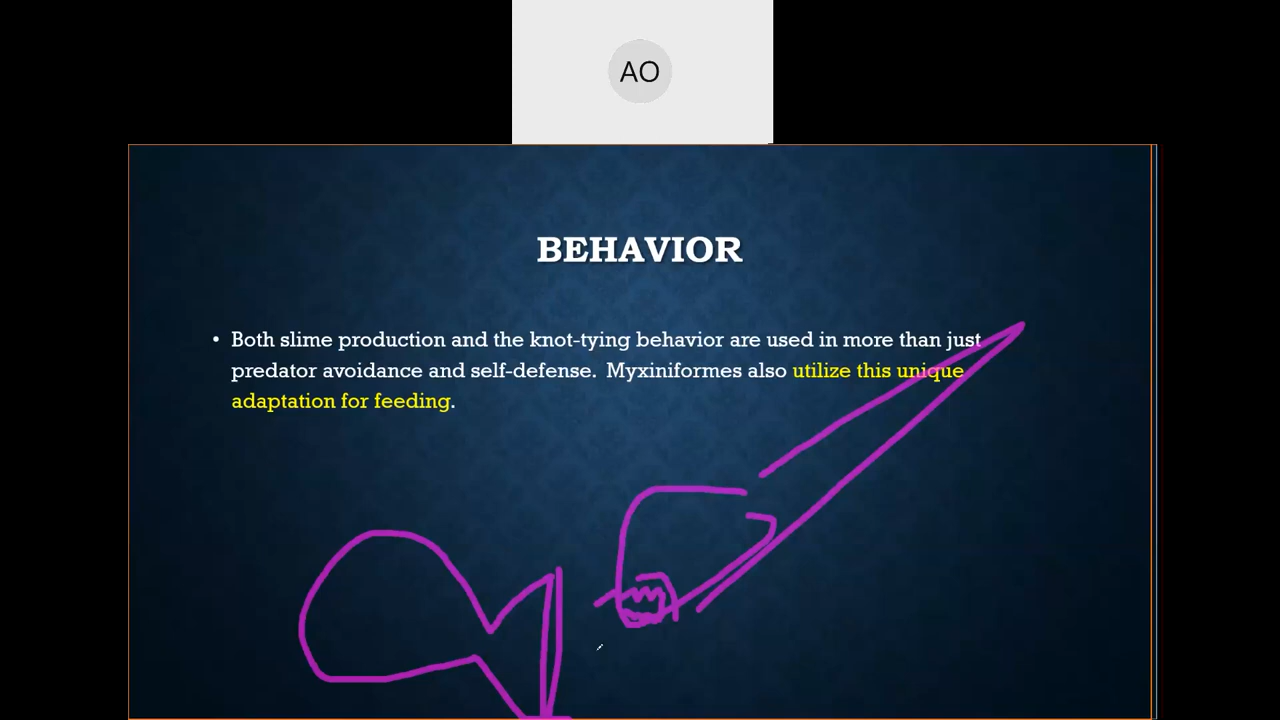 AO
BEHAVIOR
• Both slime production and the knot-tying behavior are used in more than just
predator avoidance and self-defense.  Myxiniformes also utilize this unique
adaptation for feeding.